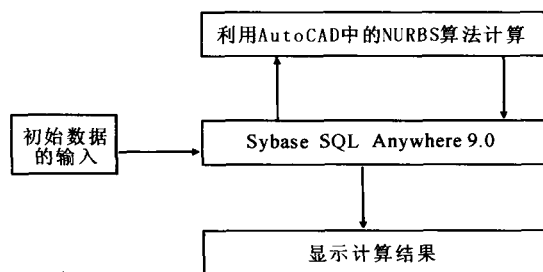 利用AutoCAD中的NURBS算法计算
初始数据
的输入
Sybase SQL Anywhere 9.0
显示计算结果